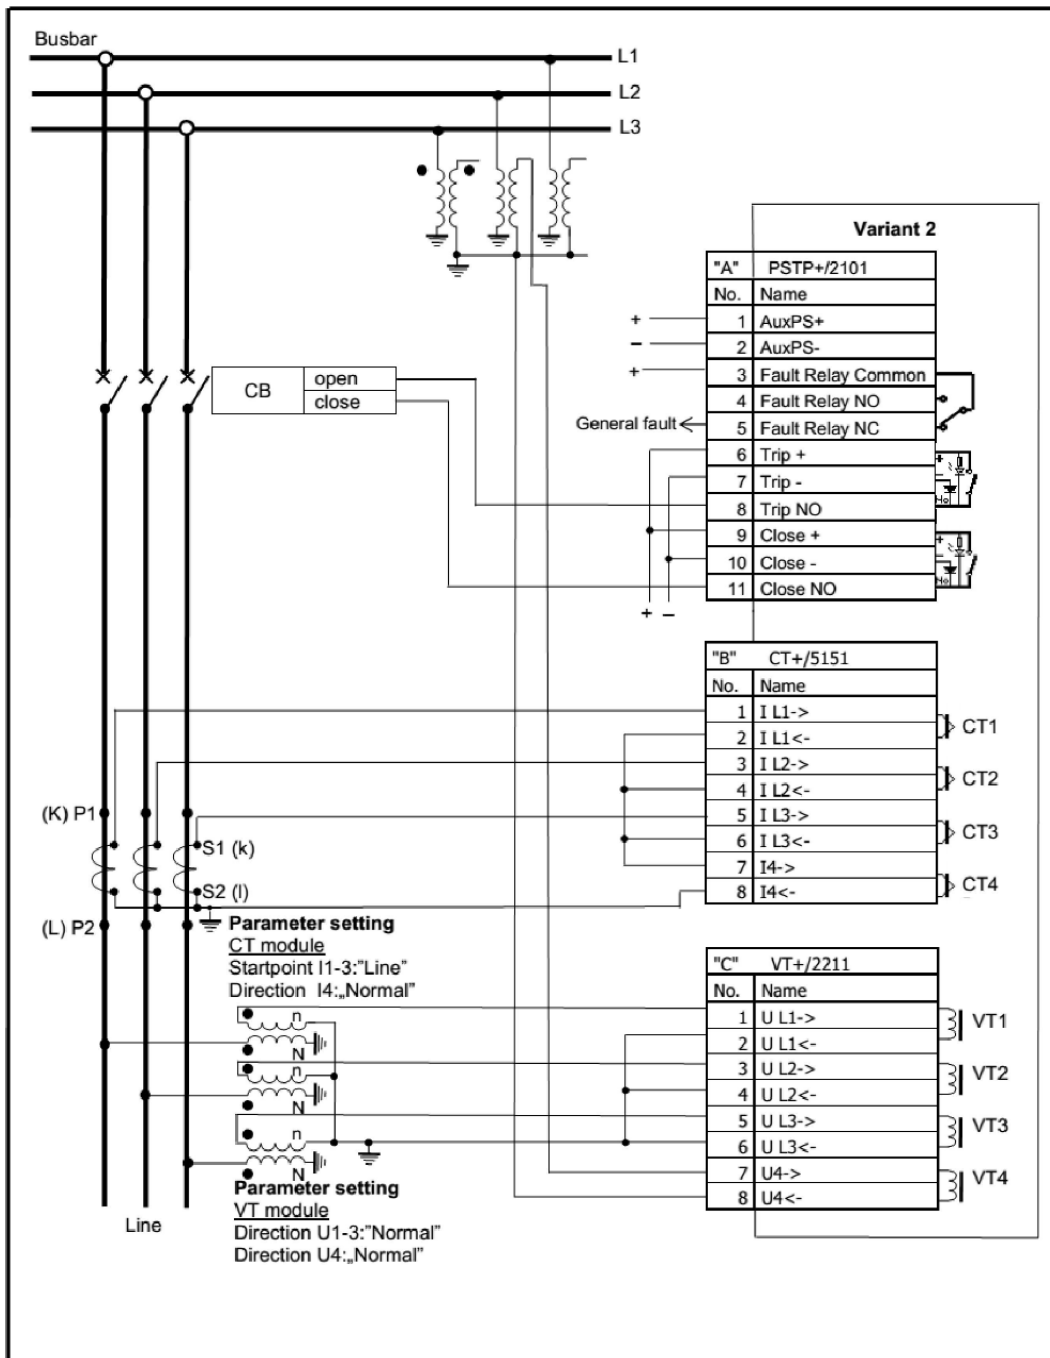 Busbar
L1
L2
L3
Variant 2
"A" PSTP+/2101
No. Name
+ 1 AuxPS+
− 2 AuxPS-
+ 3 Fault Relay Common
4 Fault Relay NO
General fault 5 Fault Relay NC
6 Trip +
7 Trip -
8 Trip NO
9 Close +
10 Close -
11 Close NO
+ −
CB open
close
+
No
+
No
"B" CT+/5151
No. Name
1 I L1->
2 I L1<-
CT1
3 I L2->
4 I L2<-
CT2
5 I L3->
6 I L3<-
CT3
7 I4->
8 I4<-
CT4
(K) P1
S1 (k)
S2 (l)
(L) P2
Parameter setting
CT module
Startpoint I1-3:"Line"
Direction I4:„Normal”
"C" VT+/2211
No. Name
1 U L1->
2 U L1<-
VT1
3 U L2->
4 U L2<-
VT2
5 U L3->
6 U L3<-
VT3
7 U4->
8 U4<-
VT4
n
N
n
N
n
N
Parameter setting
VT module
Direction U1-3:"Normal”
Direction U4:„Normal”
Line